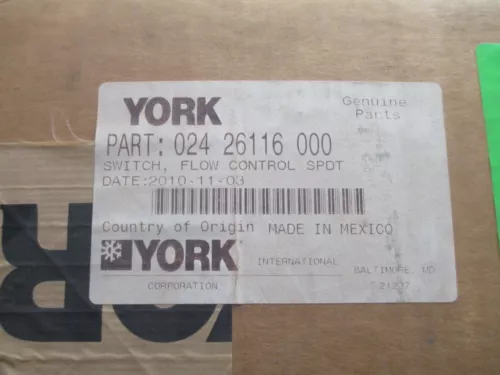 YORK
Genuine
Parts
PART: 024 26116 000
SWITCH, FLOW CONTROL SPDT
DATE:2010-11-03
Country of Origin MADE IN MEXICO
YORK INTERNATIONAL BALTIMORE, MD
CORPORATION